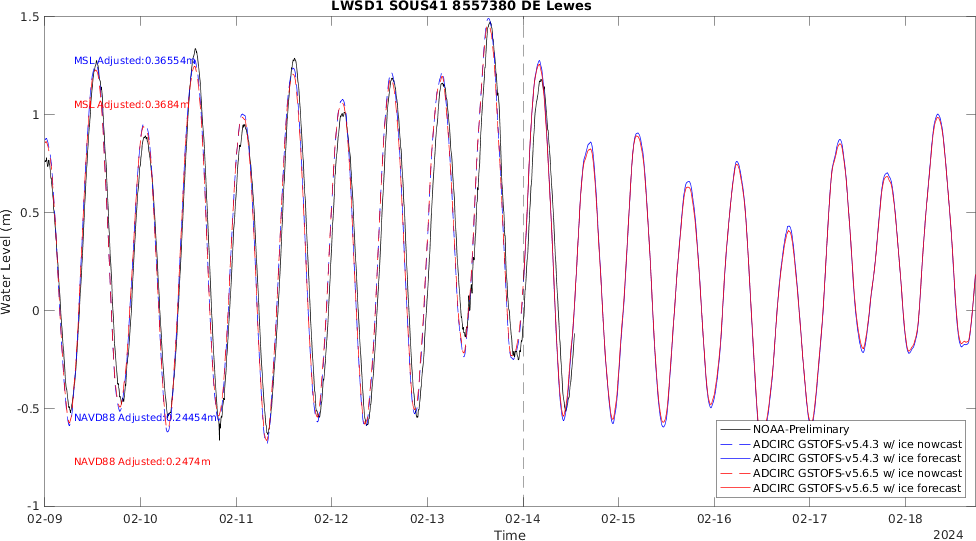 LWSD1 SOUS41 8557380 DE Lewes
Water Level (m)
1.5
1
0.5
0
-0.5
-1
MSL Adjusted:0.36554m
MSL Adjusted:0.3684m
NAVD88 Adjusted:0.24454m
NAVD88 Adjusted:0.2474m
NOAA-Preliminary
ADCIRC GSTOFS-v5.4.3 w/ ice nowcast
ADCIRC GSTOFS-v5.4.3 w/ ice forecast
ADCIRC GSTOFS-v5.6.5 w/ ice nowcast
ADCIRC GSTOFS-v5.6.5 w/ ice forecast
02-09 02-10 02-11 02-12 02-13 02-14 02-15 02-16 02-17 02-18
Time
2024